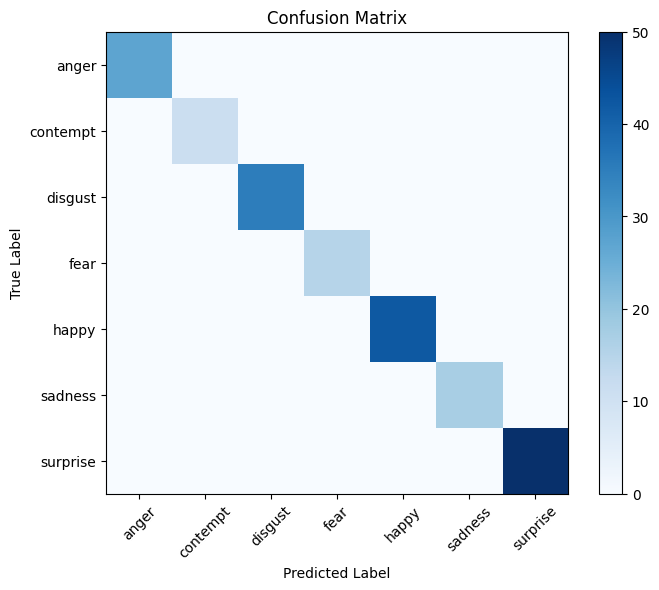 Confusion Matrix
anger
contempt
disgust
fear
happy
sadness
surprise
True Label
anger
contempt
disgust
fear
happy
sadness
surprise
Predicted Label
50
40
30
20
10
0